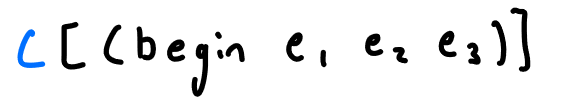 C[(begin e₁ e₂ e₃)]